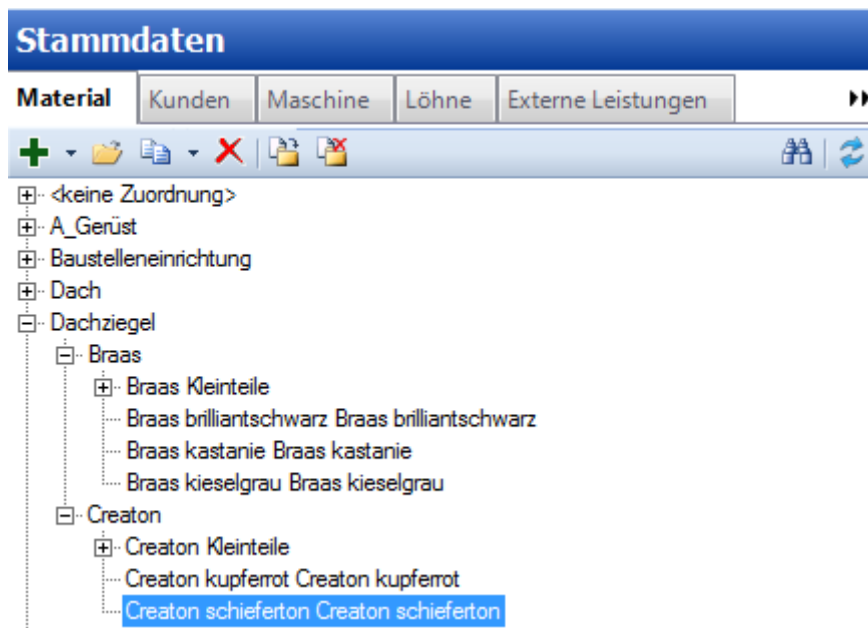 Stammdaten
Material Kunden Maschine Löhne Externe Leistungen
<keine Zuordnung>
A_Gerüst
Baustelleneinrichtung
Dach
Dachziegel
Braas
Braas Kleinteile
Braas brilliantschwarz Braas brilliantschwarz
Braas kastanie Braas kastanie
Braas kieselgrau Braas kieselgrau
Creaton
Creaton Kleinteile
Creaton kupferrot Creaton kupferrot
Creaton schieferton Creaton schieferton